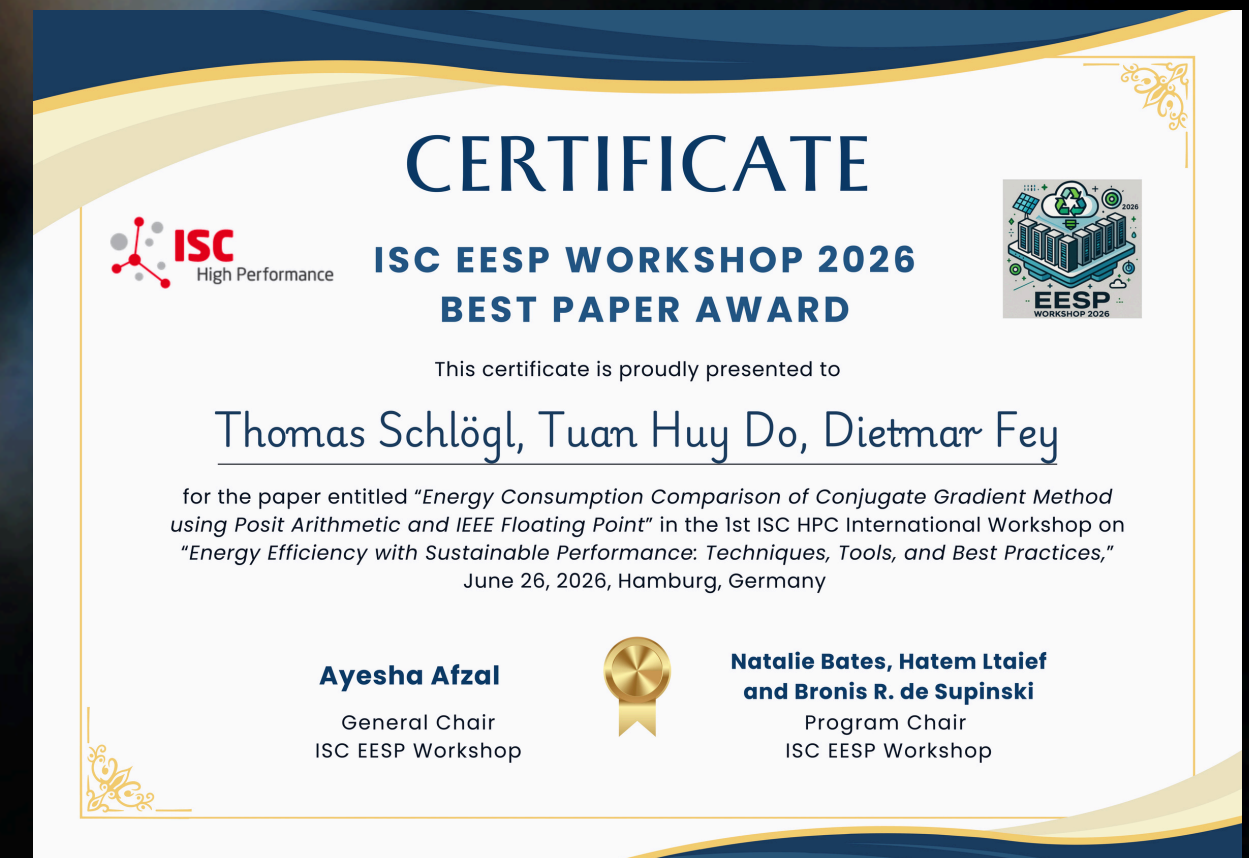 CERTIFICATE
ISC
High Performance
ISC EESP WORKSHOP 2026
BEST PAPER AWARD
2026
EESP
WORKSHOP 2026
This certificate is proudly presented to
Thomas Schlögl, Tuan Huy Do, Dietmar Fey
for the paper entitled “Energy Consumption Comparison of Conjugate Gradient Method
using Posit Arithmetic and IEEE Floating Point” in the 1st ISC HPC International Workshop on
“Energy Efficiency with Sustainable Performance: Techniques, Tools, and Best Practices,”
June 26, 2026, Hamburg, Germany
Ayesha Afzal
General Chair
ISC EESP Workshop
Natalie Bates, Hatem Ltaief
and Bronis R. de Supinski
Program Chair
ISC EESP Workshop